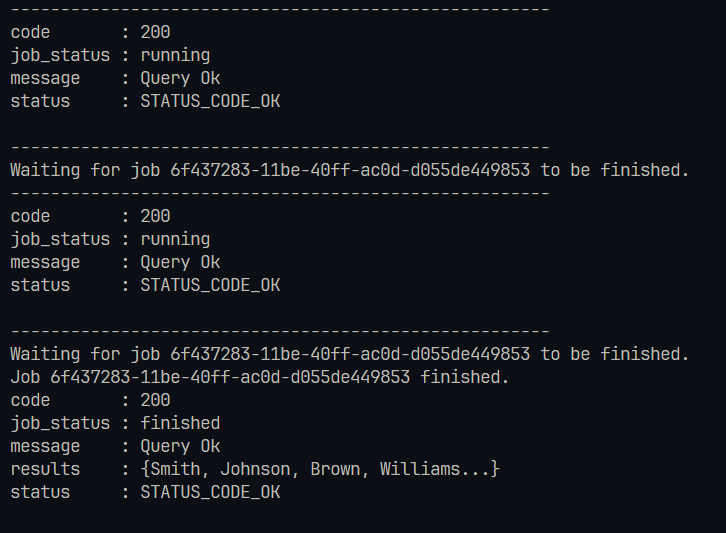 ------------------------------------------------------
code       : 200
job_status : running
message    : Query Ok
status     : STATUS_CODE_OK
------------------------------------------------------
Waiting for job 6f437283-11be-40ff-ac0d-d055de449853 to be finished.
------------------------------------------------------
code       : 200
job_status : running
message    : Query Ok
status     : STATUS_CODE_OK
------------------------------------------------------
Waiting for job 6f437283-11be-40ff-ac0d-d055de449853 to be finished.
Job 6f437283-11be-40ff-ac0d-d055de449853 finished.
code       : 200
job_status : finished
message    : Query Ok
results    : {Smith, Johnson, Brown, Williams...}
status     : STATUS_CODE_OK